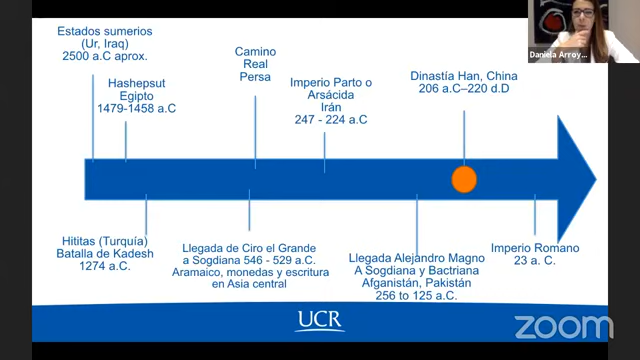 Estados sumerios
(Ur, Iraq)
2500 a.C aprox.
Hashepsut
Egipto
1479-1458 a.C
Camino
Real
Persa
Imperio Parto o
Arsácida
Irán
247 - 224 a.C
Dinastía Han, China
206 a.C–220 d.D
Daniela Arroy...
Hititas (Turquía)
Batalla de Kadesh
1274 a.C.
Llegada de Ciro el Grande
a Sogdiana 546 - 529 a.C.
Aramaico, monedas y escritura
en Asia central
Llegada Alejandro Magno
A Sogdiana y Bactriana
Afganistán, Pakistán
256 to 125 a.C.
Imperio Romano
23 a. C.
UCR
zoom